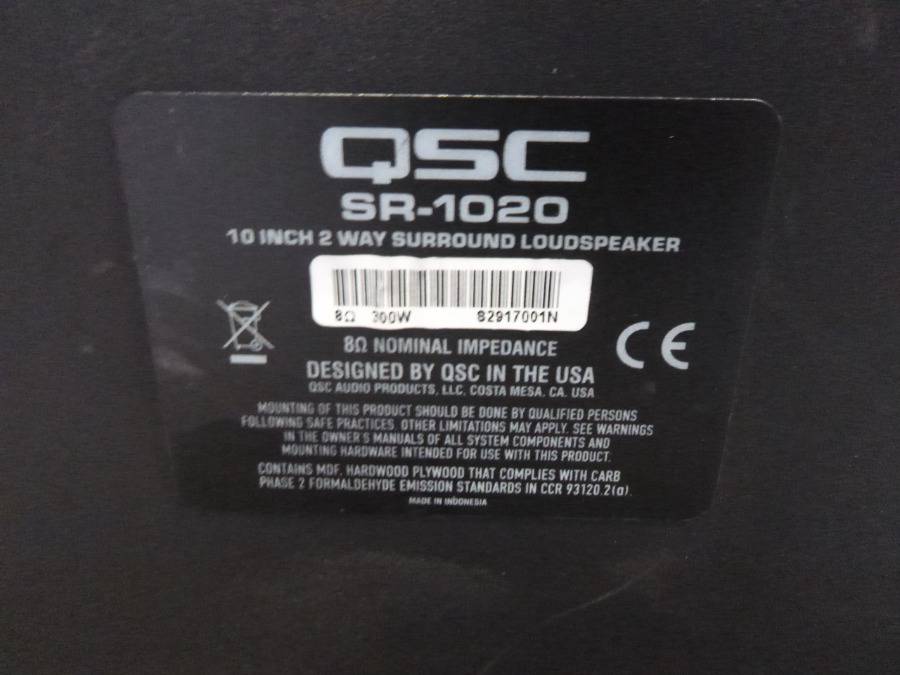 QSC
SR-1020
10 INCH 2 WAY SURROUND LOUDSPEAKER
8Ω 300W S2917001N
8Ω NOMINAL IMPEDANCE
CE
DESIGNED BY QSC IN THE USA
QSC AUDIO PRODUCTS, LLC. COSTA MESA. CA. USA
MOUNTING OF THIS PRODUCT SHOULD BE DONE BY QUALIFIED PERSONS
FOLLOWING SAFE PRACTICES. OTHER LIMITATIONS MAY APPLY. SEE WARNINGS
IN THE OWNER'S MANUALS OF ALL SYSTEM COMPONENTS AND
MOUNTING HARDWARE INTENDED FOR USE WITH THIS PRODUCT.
CONTAINS MDF. HARDWOOD PLYWOOD THAT COMPLIES WITH CARB
PHASE 2 FORMALDEHYDE EMISSION STANDARDS IN CCR 93120.2(a).
MADE IN INDONESIA